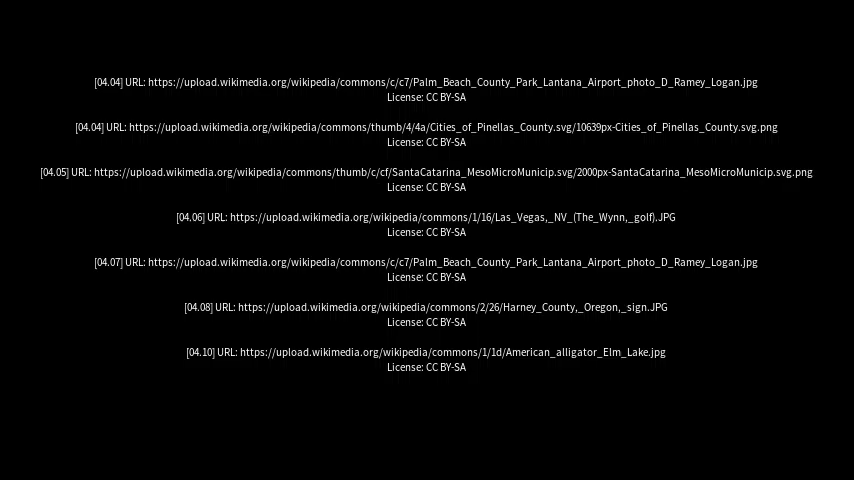 [04.04] URL: https://upload.wikimedia.org/wikipedia/commons/c/c7/Palm_Beach_County_Park_Lantana_Airport_photo_D_Ramey_Logan.jpg
License: CC BY-SA
[04.04] URL: https://upload.wikimedia.org/wikipedia/commons/thumb/4/4a/Cities_of_Pinellas_County.svg/10639px-Cities_of_Pinellas_County.svg.png
License: CC BY-SA
[04.05] URL: https://upload.wikimedia.org/wikipedia/commons/thumb/c/cf/SantaCatarina_MesoMicroMunicip.svg/2000px-SantaCatarina_MesoMicroMunicip.svg.png
License: CC BY-SA
[04.06] URL: https://upload.wikimedia.org/wikipedia/commons/1/16/Las_Vegas,_NV_(The_Wynn,_golf).JPG
License: CC BY-SA
[04.07] URL: https://upload.wikimedia.org/wikipedia/commons/c/c7/Palm_Beach_County_Park_Lantana_Airport_photo_D_Ramey_Logan.jpg
License: CC BY-SA
[04.08] URL: https://upload.wikimedia.org/wikipedia/commons/2/26/Harney_County,_Oregon,_sign.JPG
License: CC BY-SA
[04.10] URL: https://upload.wikimedia.org/wikipedia/commons/1/1d/American_alligator_Elm_Lake.jpg
License: CC BY-SA